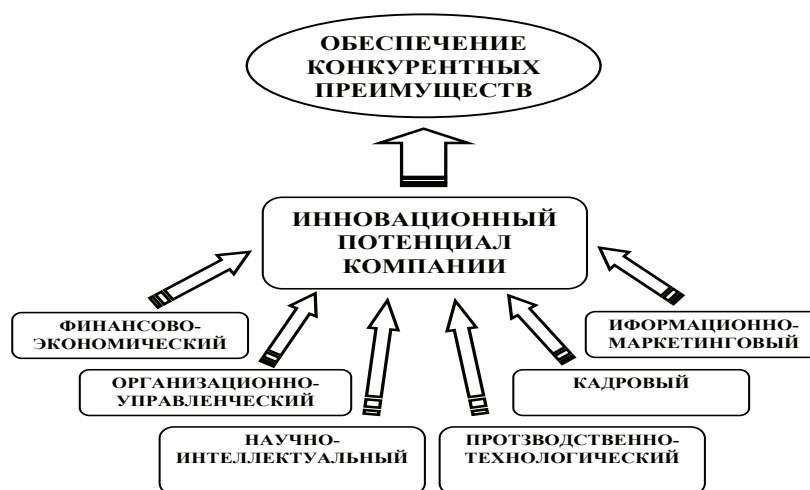 ОБЕСПЕЧЕНИЕ
КОНКУРЕНТНЫХ
ПРЕИМУЩЕСТВ
ИННОВАЦИОННЫЙ
ПОТЕНЦИАЛ
КОМПАНИИ
ФИНАНСОВО-
ЭКОНОМИЧЕСКИЙ
ИФОРМАЦИОННО-
МАРКЕТИНГОВЫЙ
ОРГАНИЗАЦИОННО-
УПРАВЛЕНЧЕСКИЙ
КАДРОВЫЙ
НАУЧНО-
ИНТЕЛЛЕКТУАЛЬНЫЙ
ПРОТЗВОДСТВЕННО-
ТЕХНОЛОГИЧЕСКИЙ